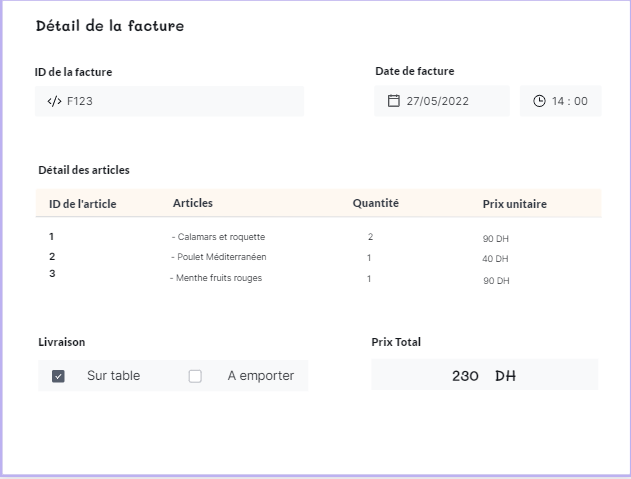 Détail de la facture
ID de la facture Date de facture
</> F123 27/05/2022 14 : 00
Détail des articles
ID de l'article Articles Quantité Prix unitaire
1 - Calamars et roquette 2 90 DH
2 - Poulet Méditerranéen 1 40 DH
3 - Menthe fruits rouges 1 90 DH
Livraison Prix Total
Sur table A emporter 230 DH